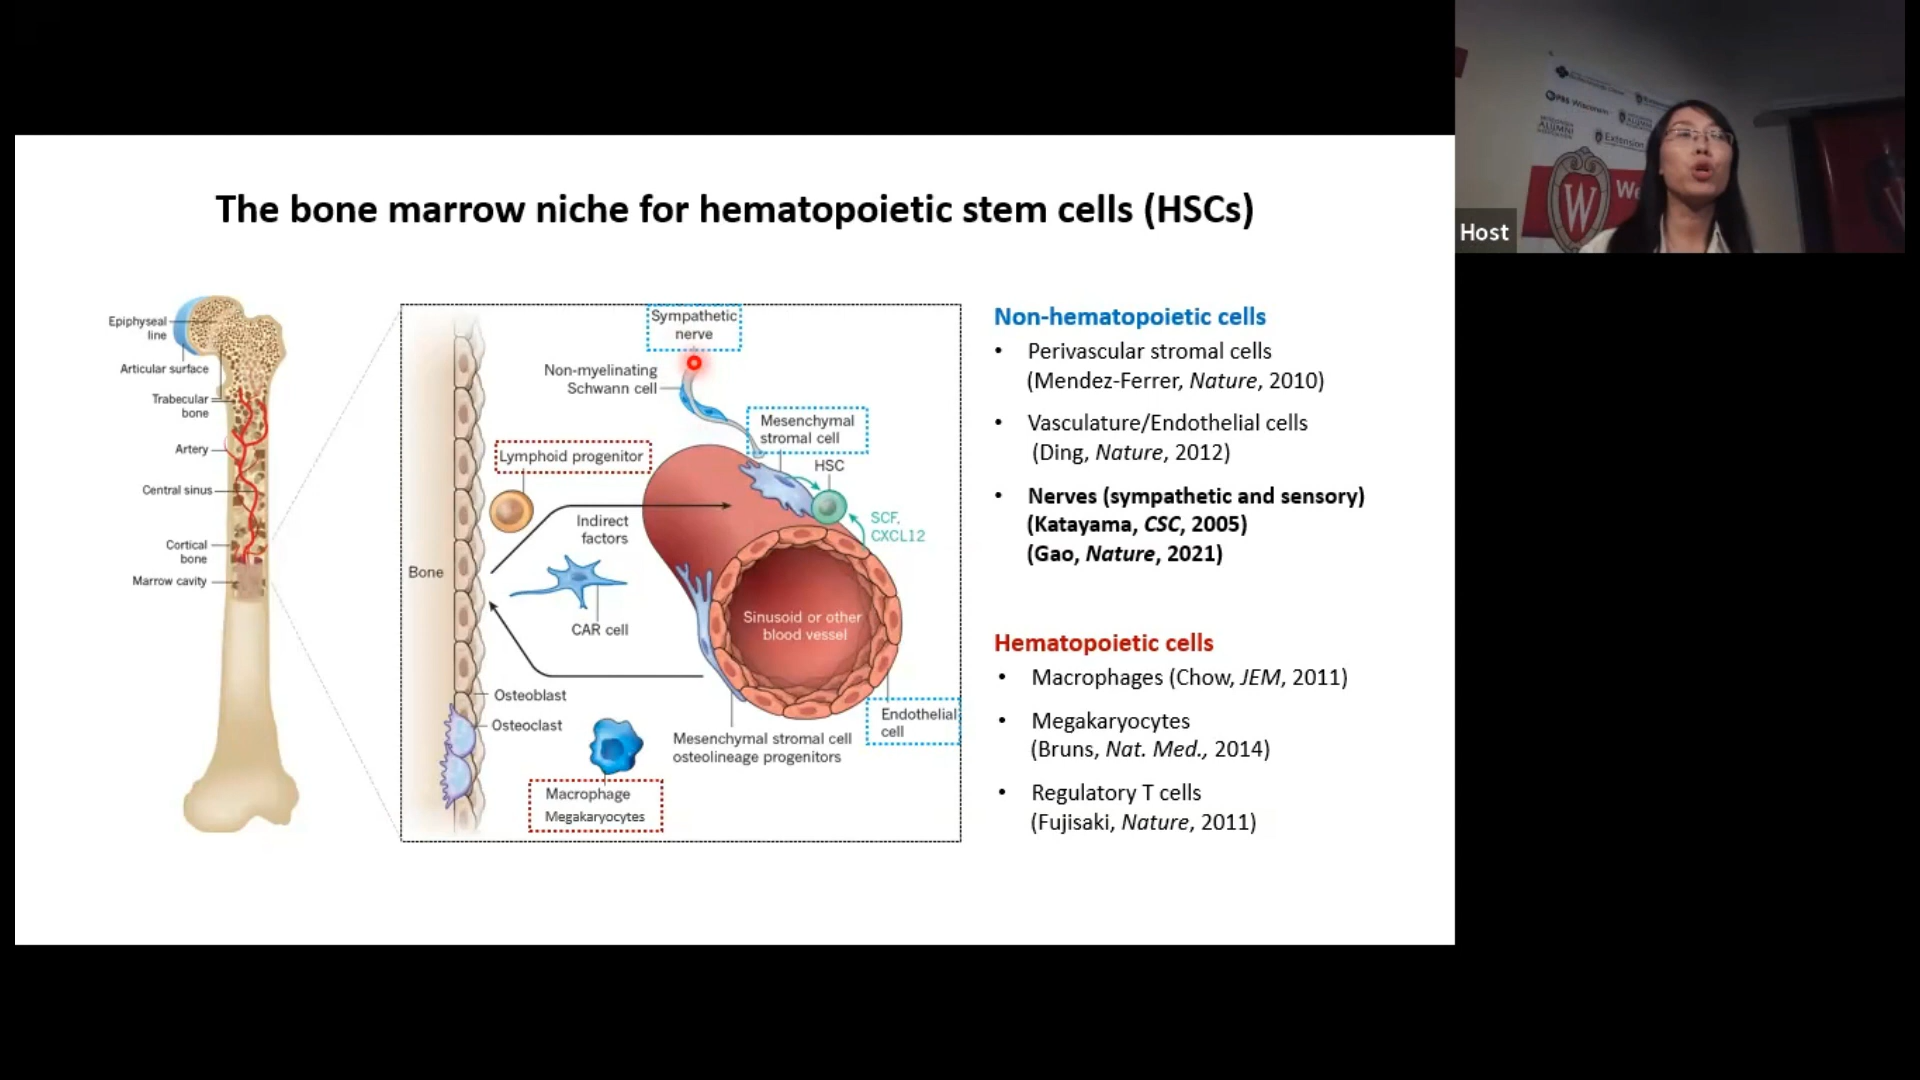 The bone marrow niche for hematopoietic stem cells (HSCs)
Epiphyseal
line
Articular surface
Trabecular
bone
Artery
Central sinus
Cortical
bone
Marrow cavity
Sympathetic
nerve
Non-myelinating
Schwann cell
Mesenchymal
stromal cell
Lymphoid progenitor
HSC
SCF,
CXCL12
Indirect
factors
Bone
CAR cell
Sinusoid or other
blood vessel
Osteoblast
Osteoclast
Endothelial
cell
Mesenchymal stromal cell
osteolineage progenitors
Macrophage
Megakaryocytes
Non-hematopoietic cells
• Perivascular stromal cells
(Mendez-Ferrer, Nature, 2010)
• Vasculature/Endothelial cells
(Ding, Nature, 2012)
• Nerves (sympathetic and sensory)
(Katayama, CSC, 2005)
(Gao, Nature, 2021)
Hematopoietic cells
• Macrophages (Chow, JEM, 2011)
• Megakaryocytes
(Bruns, Nat. Med., 2014)
• Regulatory T cells
(Fujisaki, Nature, 2011)
PBS Wisconsin
ALUMNI
Extension
W
We
Host